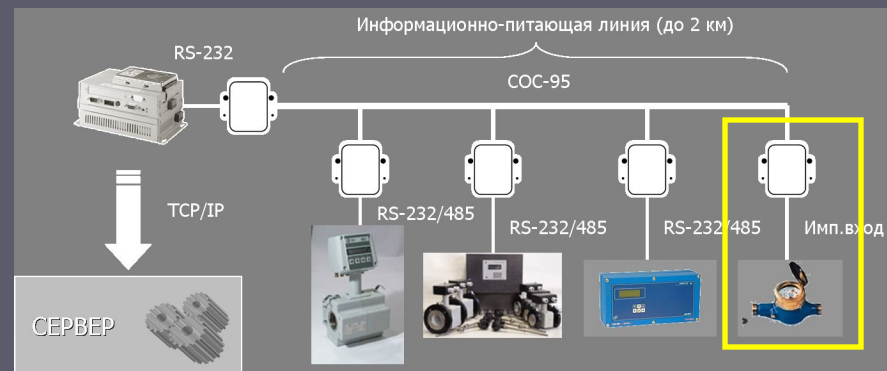 Информационно-питающая линия (до 2 км)
RS-232
СОС-95
TCP/IP
RS-232/485
RS-232/485
RS-232/485
Имп.вход
СЕРВЕР